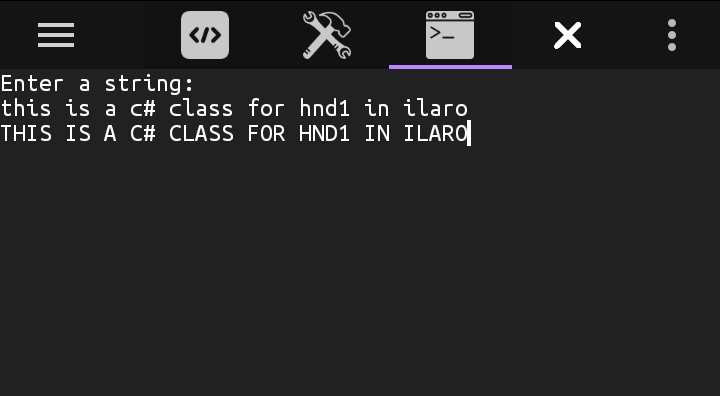 Enter a string:
this is a c# class for hnd1 in ilaro
THIS IS A C# CLASS FOR HND1 IN ILARO